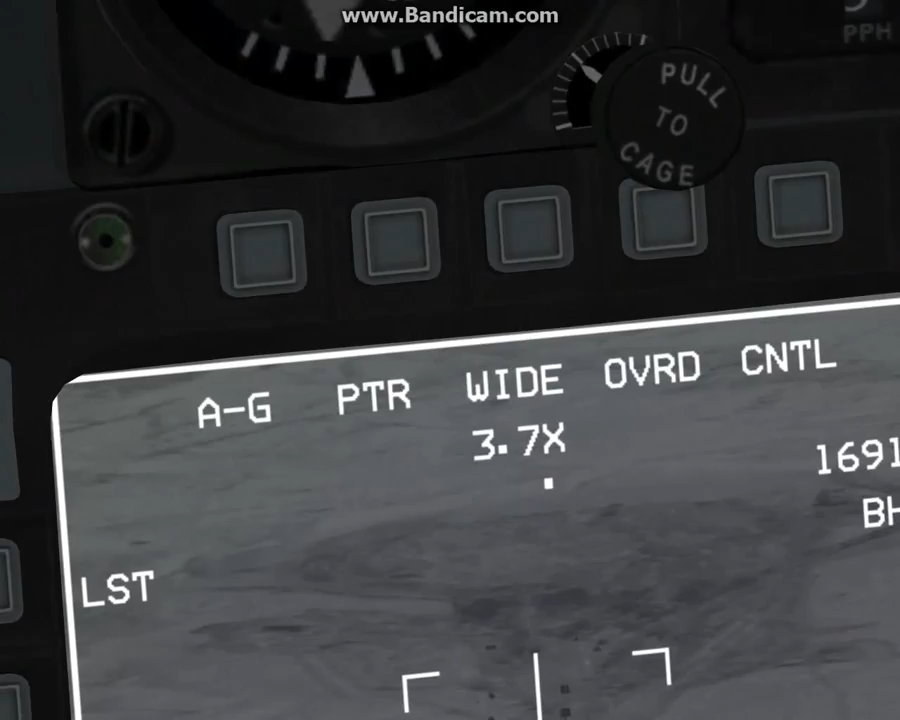 www.Bandicam.com
PPH
PULL
TO
CAGE
A-G PTR WIDE OVRD CNTL
3.7X
1691
BH
LST